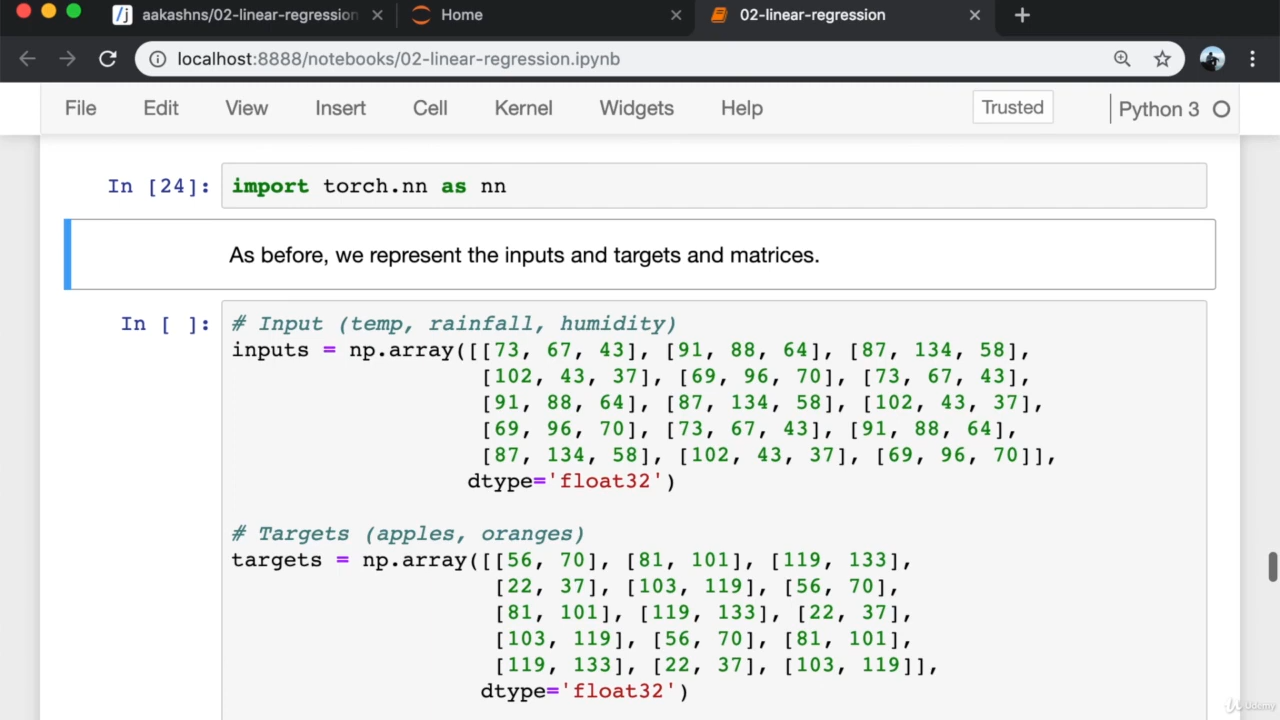 aakashns/02-linear-regression
Home
02-linear-regression
localhost:8888/notebooks/02-linear-regression.ipynb
File Edit View Insert Cell Kernel Widgets Help Trusted Python 3
In [24]: import torch.nn as nn
As before, we represent the inputs and targets and matrices.
In [ ]: # Input (temp, rainfall, humidity)
inputs = np.array([[73, 67, 43], [91, 88, 64], [87, 134, 58],
[102, 43, 37], [69, 96, 70], [73, 67, 43],
[91, 88, 64], [87, 134, 58], [102, 43, 37],
[69, 96, 70], [73, 67, 43], [91, 88, 64],
[87, 134, 58], [102, 43, 37], [69, 96, 70]],
dtype='float32')
# Targets (apples, oranges)
targets = np.array([[56, 70], [81, 101], [119, 133],
[22, 37], [103, 119], [56, 70],
[81, 101], [119, 133], [22, 37],
[103, 119], [56, 70], [81, 101],
[119, 133], [22, 37], [103, 119]],
dtype='float32')
Udemy